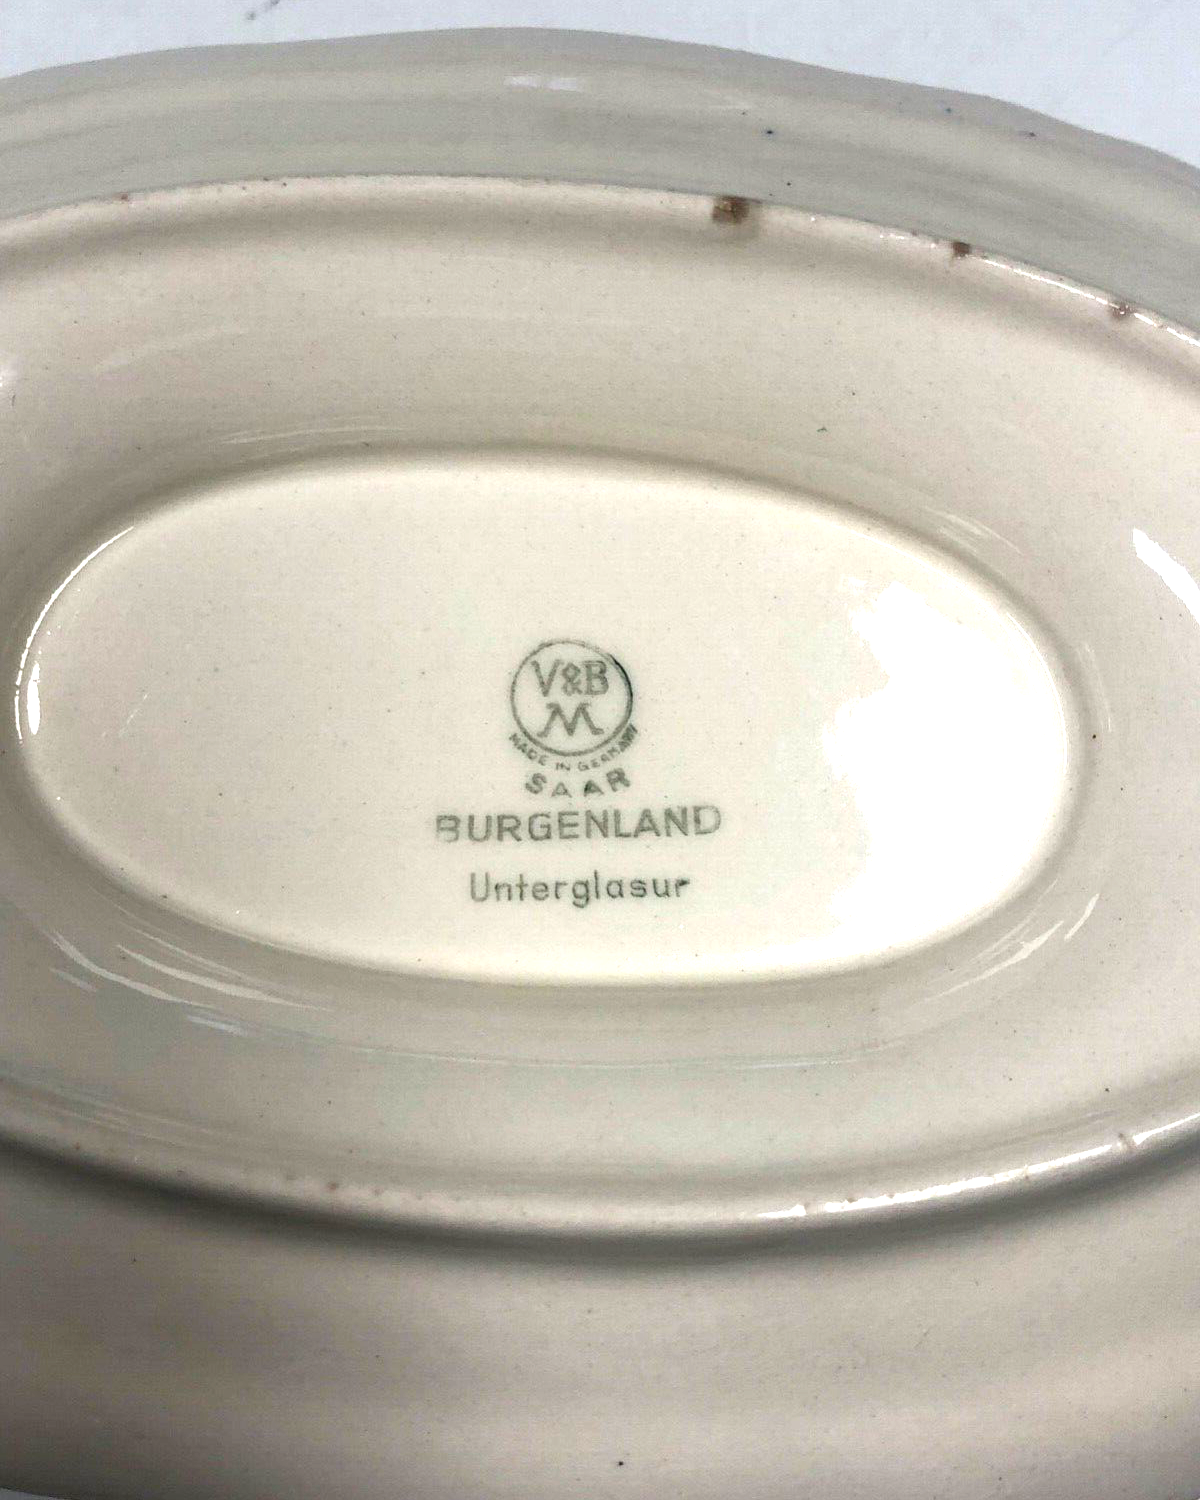 V&B
M
MADE IN GERMANY
SAAR
BURGENLAND
Unterglasur